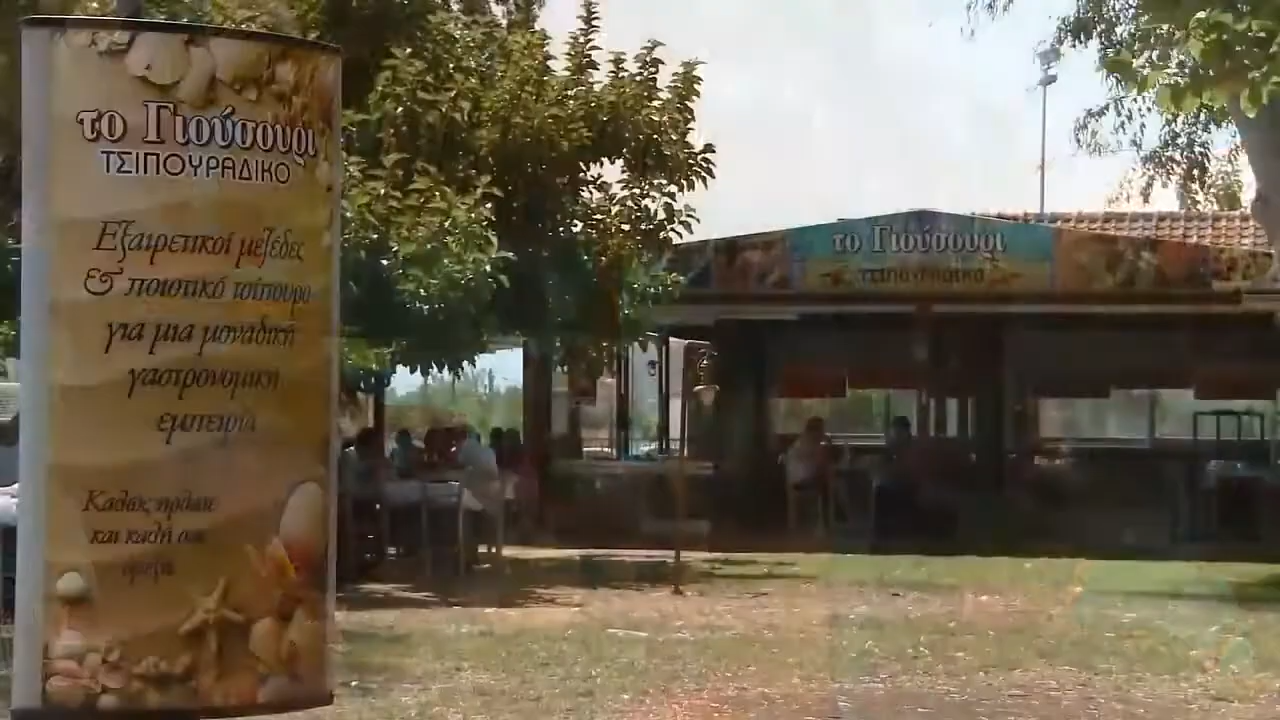 το Γιούσουρι
ΤΣΙΠΟΥΡΑΔΙΚΟ
Εξαιρετικοί μεζέδες
& ποιοτικό τσίπουρο
για μια μοναδική
γαστρονομική
εμπειρία
Καλώς ήρθατε
και καλή σας
όρεξη
το Γιούσουρι
ΤΣΙΠΟΥΡΑΔΙΚΟ